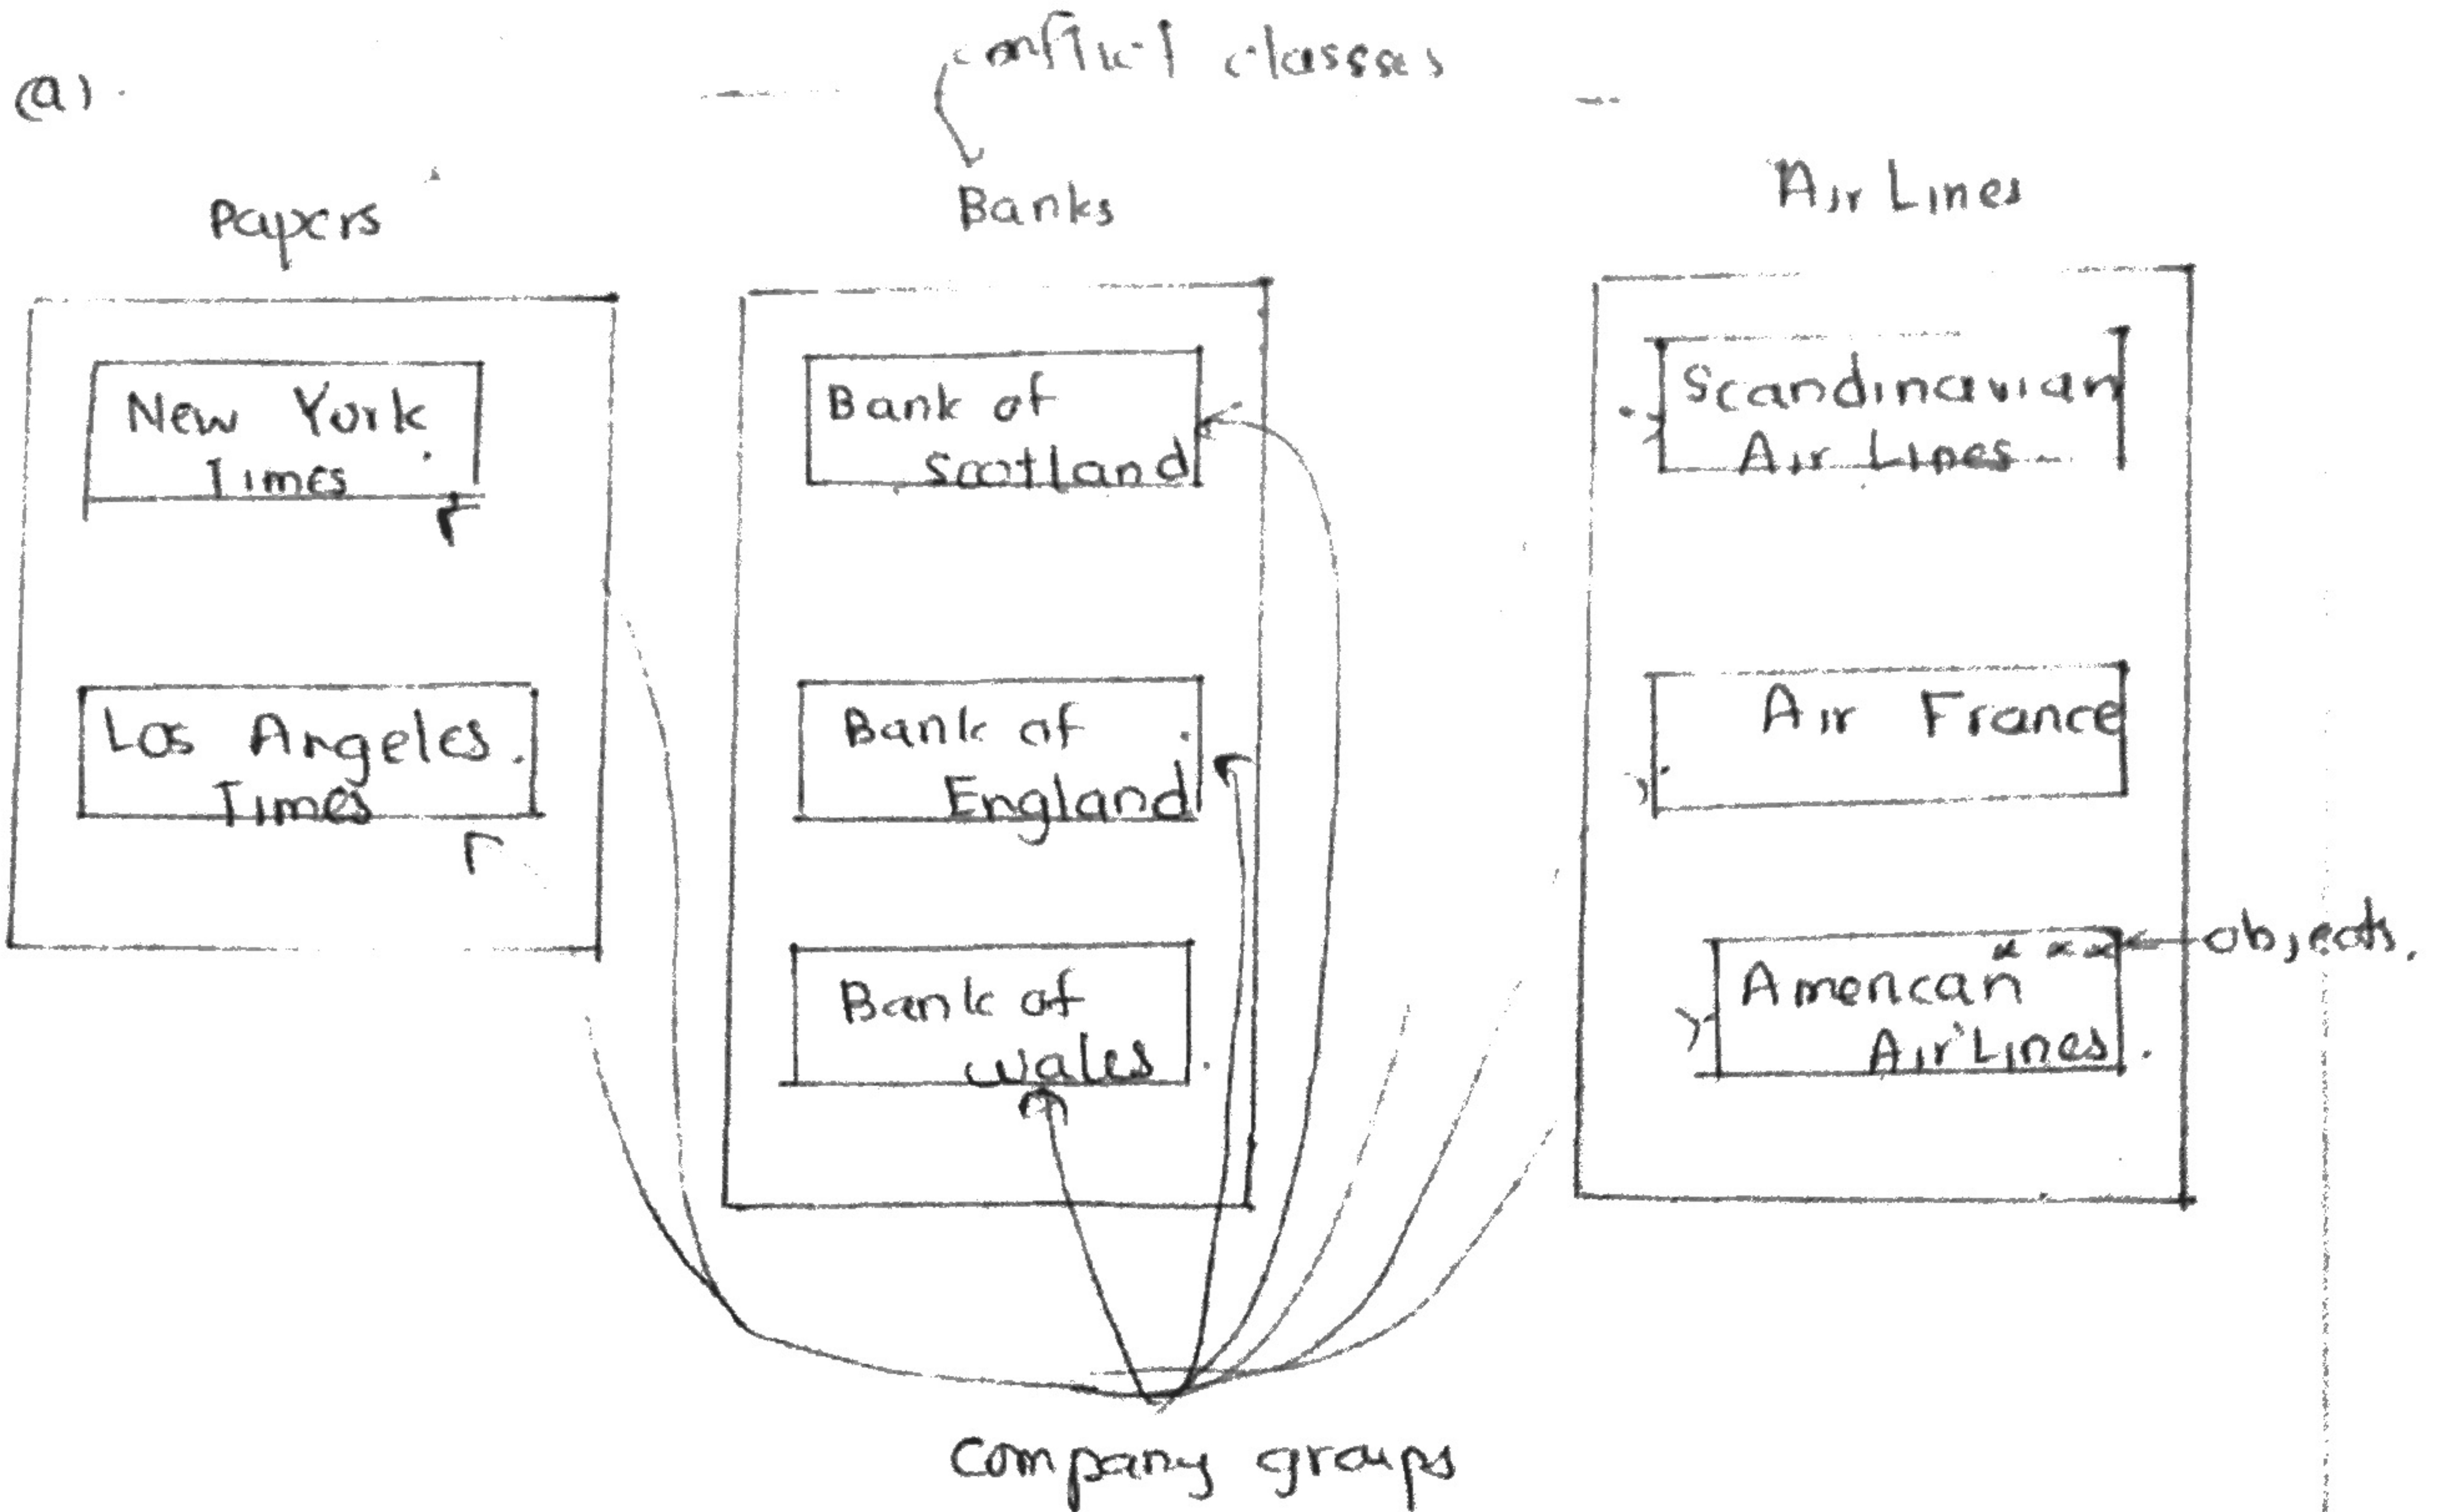 (a).
conflict classses
Papers
Banks
Air Lines
New York
Times
Los Angeles
Times
Bank of
Scotland
Bank of
England
Bank of
wales
Scandinavian
Air Lines
Air France
American
Air Lines
objects.
Company groups